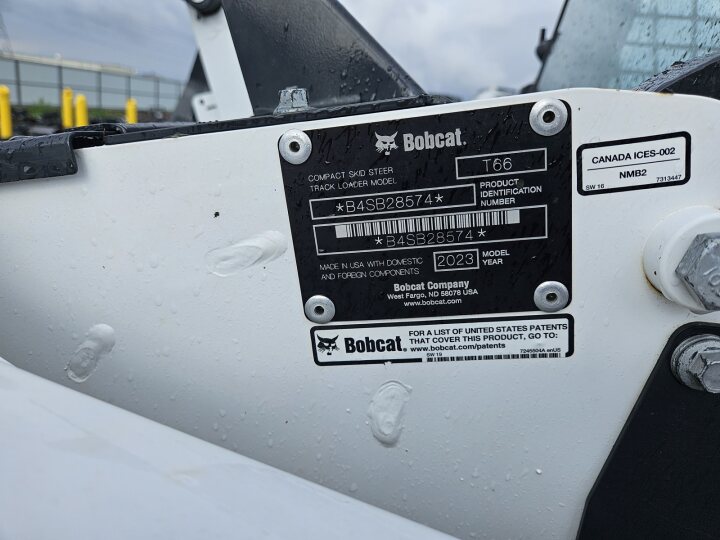 Bobcat
COMPACT SKID STEER
TRACK LOADER MODEL
T66
*B4SB28574*
PRODUCT
IDENTIFICATION
NUMBER
*B4SB28574*
MADE IN USA WITH DOMESTIC
AND FOREIGN COMPONENTS
2023
MODEL
YEAR
Bobcat Company
West Fargo, ND 58078 USA
www.bobcat.com
CANADA ICES-002
NMB2
SW 16
7313447
Bobcat.
FOR A LIST OF UNITED STATES PATENTS
THAT COVER THIS PRODUCT, GO TO:
www.bobcat.com/patents
SW 19